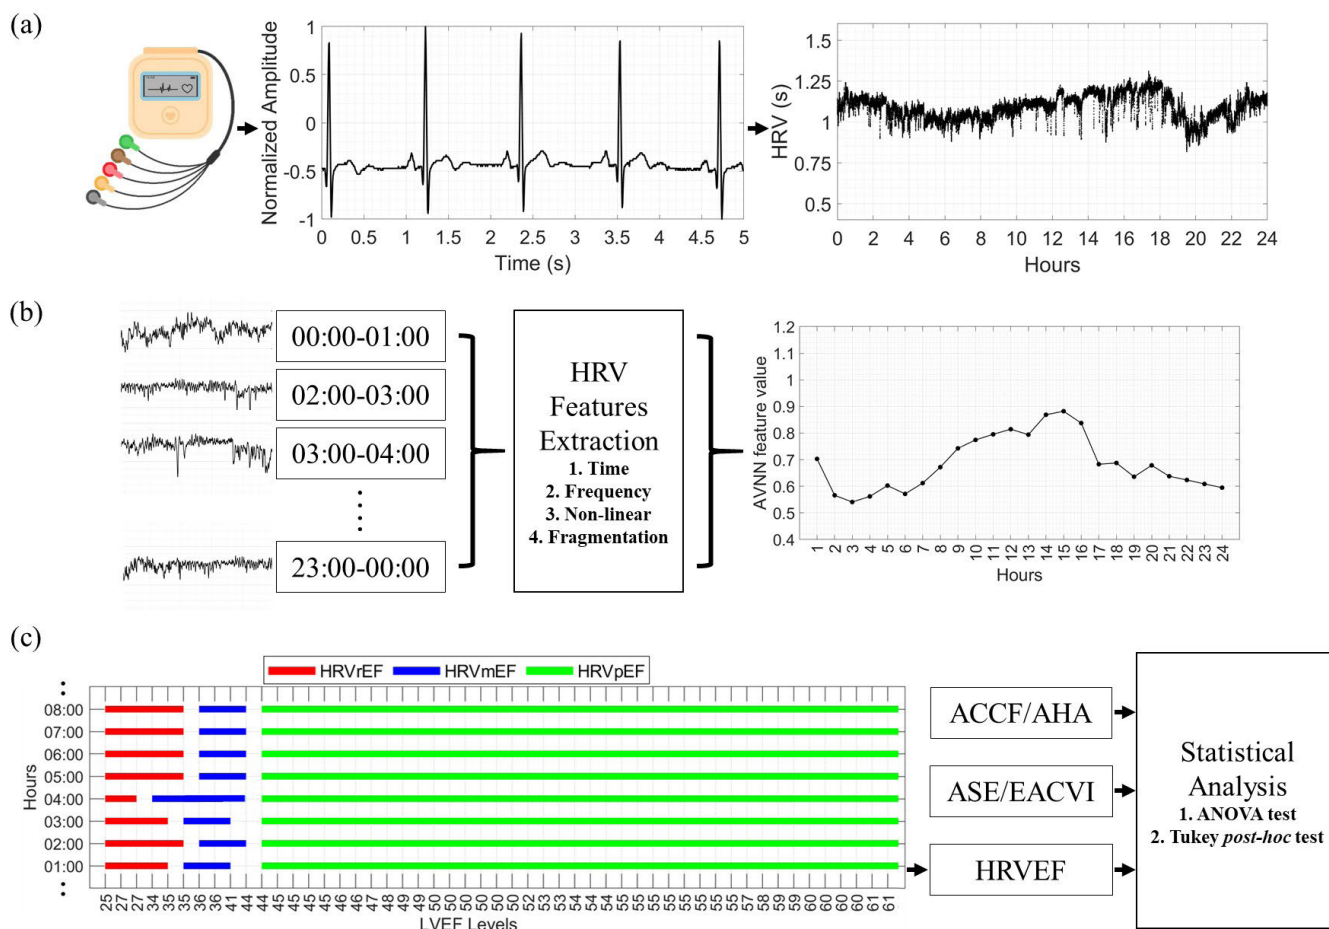 (a)
Normalized Amplitude
1
0.5
0
-0.5
-1
0 0.5 1 1.5 2 2.5 3 3.5 4 4.5 5
Time (s)
HRV (s)
1.5
1.25
1
0.75
0.5
0 2 4 6 8 10 12 14 16 18 20 22 24
Hours
(b)
00:00-01:00
02:00-03:00
03:00-04:00
23:00-00:00
HRV
Features
Extraction
1. Time
2. Frequency
3. Non-linear
4. Fragmentation
AVNN feature value
1.2
1
0.9
0.8
0.7
0.6
0.5
0.4
1 2 3 4 5 6 7 8 9 10 11 12 13 14 15 16 17 18 19 20 21 22 23 24
Hours
(c)
HRVrEF HRVmEF HRVpEF
Hours
08:00
07:00
06:00
05:00
04:00
03:00
02:00
01:00
LVEF Levels
ACCF/AHA
ASE/EACVI
HRVEF
Statistical
Analysis
1. ANOVA test
2. Tukey post-hoc test